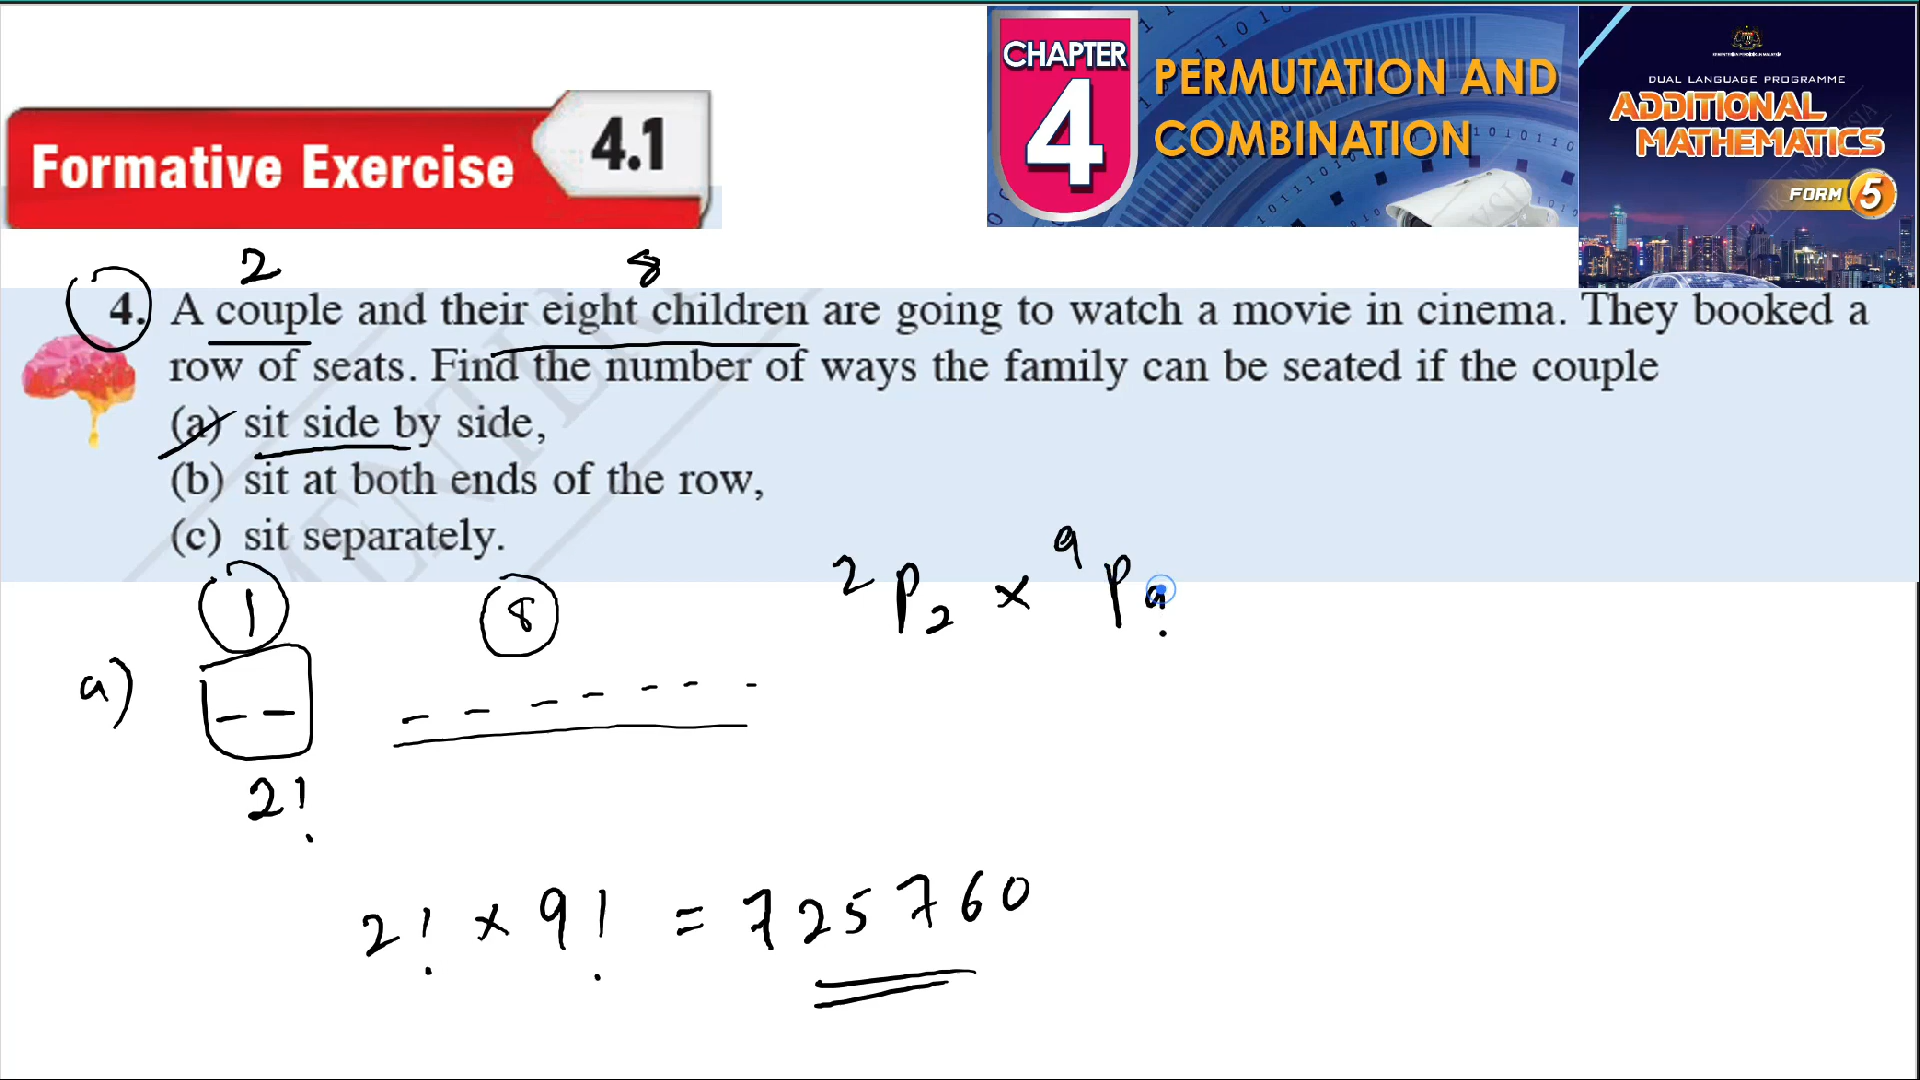 CHAPTER
4
PERMUTATION AND
COMBINATION
DUAL LANGUAGE PROGRAMME
ADDITIONAL
MATHEMATICS
FORM 5
Formative Exercise 4.1
2 8
4. A couple and their eight children are going to watch a movie in cinema. They booked a
row of seats. Find the number of ways the family can be seated if the couple
(a) sit side by side,
(b) sit at both ends of the row,
(c) sit separately.
²P₂ × ⁹P₉
1 8
a)
2!
2! × 9! = 725760